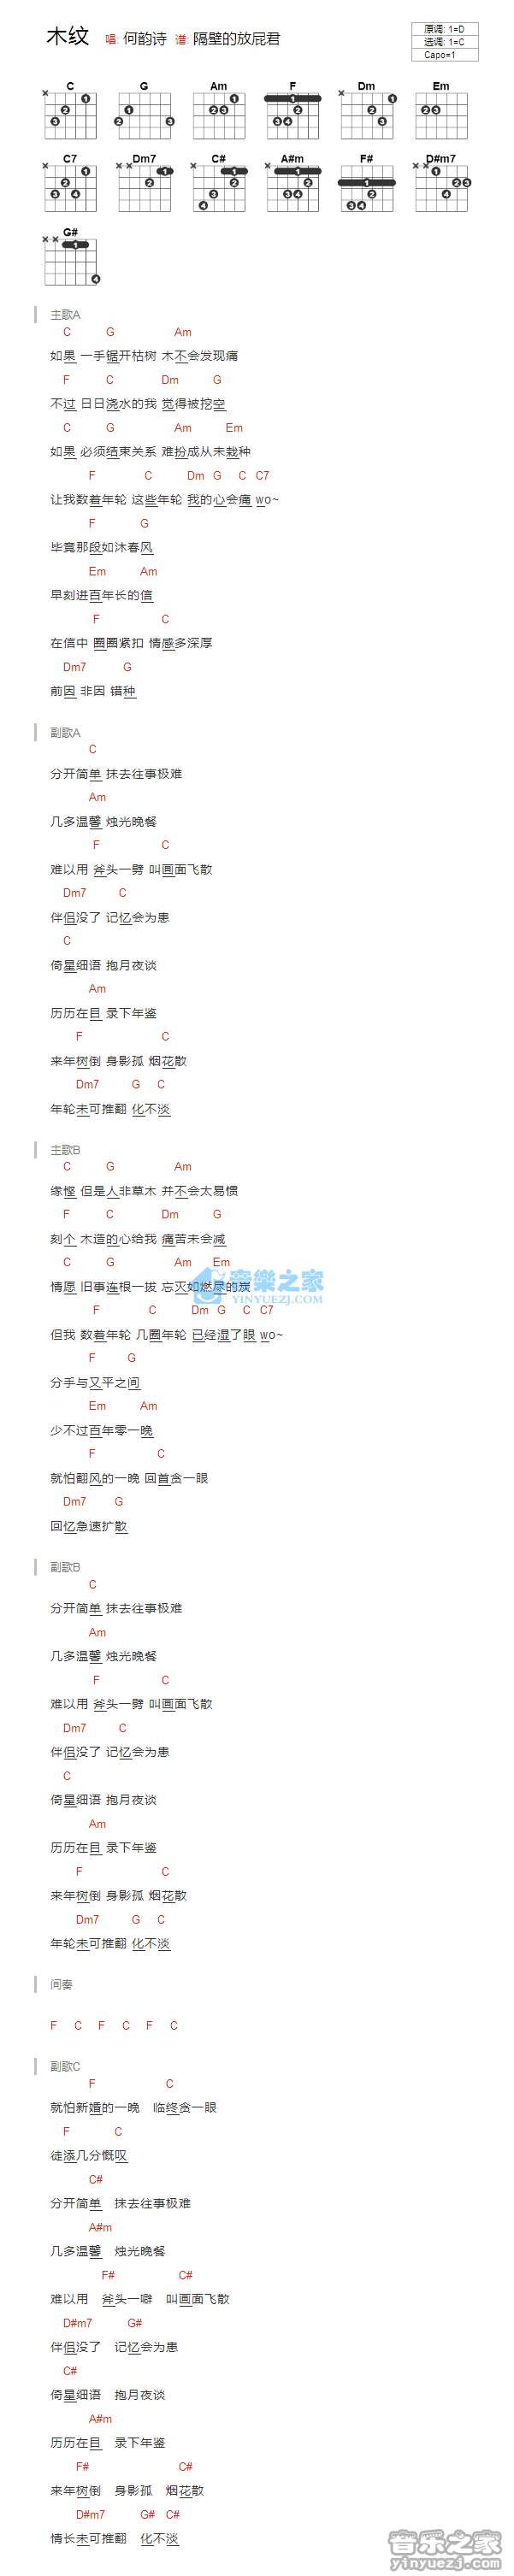 木纹 唱: 何韵诗 谱: 隔壁的放屁君
原调: 1=D
选调: 1=C
Capo=1
C G Am F Dm Em
C7 Dm7 C# A#m F# D#m7
G#
主歌A
C G Am
如果 一手锯开枯树 木不会发现痛
F C Dm G
不过 日日浇水的我 觉得被挖空
C G Am Em
如果 必须结束关系 难扮成从未栽种
F C Dm G C C7
让我数着年轮 这些年轮 我的心会痛 wo~
F G
毕竟那段如沐春风
Em Am
早刻进百年长的信
F C
在信中 圈圈紧扣 情感多深厚
Dm7 G
前因 非因 错种
副歌A
C
分开简单 抹去往事极难
Am
几多温馨 烛光晚餐
F C
难以用 斧头一劈 叫画面飞散
Dm7 C
伴侣没了 记忆会为患
C
倚星细语 抱月夜谈
Am
历历在目 录下年鉴
F C
来年树倒 身影孤 烟花散
Dm7 G C
年轮未可推翻 化不淡
主歌B
C G Am
缘悭 但是人非草木 并不会太易惯
F C Dm G
刻个 木造的心给我 痛苦未会减
C G Am Em
情愿 旧事连根一拔 忘灭如燃尽的炭
F C Dm G C C7
但我 数着年轮 几圈年轮 已经湿了眼 wo~
F G
分手与又平之间
Em Am
少不过百年零一晚
F C
就怕翻风的一晚 回首贪一眼
Dm7 G
回忆急速扩散
副歌B
C
分开简单 抹去往事极难
Am
几多温馨 烛光晚餐
F C
难以用 斧头一劈 叫画面飞散
Dm7 C
伴侣没了 记忆会为患
C
倚星细语 抱月夜谈
Am
历历在目 录下年鉴
F C
来年树倒 身影孤 烟花散
Dm7 G C
年轮未可推翻 化不淡
间奏
F C F C F C
副歌C
F C
就怕新婚的一晚 临终贪一眼
F C
徒添几分慨叹
C#
分开简单 抹去往事极难
A#m
几多温馨 烛光晚餐
F# C#
难以用 斧头一噼 叫画面飞散
D#m7 G#
伴侣没了 记忆会为患
C#
倚星细语 抱月夜谈
A#m
历历在目 录下年鉴
F# C#
来年树倒 身影孤 烟花散
D#m7 G# C#
情长未可推翻 化不淡
音乐之家
yinyuezj.com